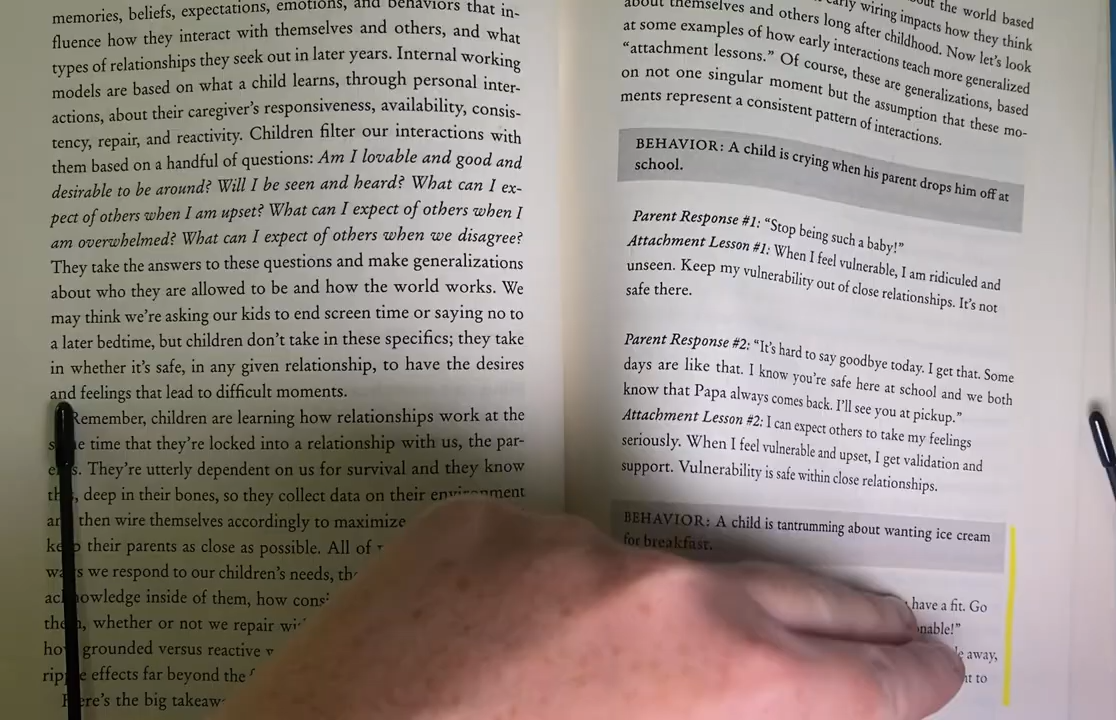 memories, beliefs, expectations, emotions, and behaviors that in-
fluence how they interact with themselves and others, and what
types of relationships they seek out in later years. Internal working
models are based on what a child learns, through personal inter-
actions, about their caregiver's responsiveness, availability, consis-
tency, repair, and reactivity. Children filter our interactions with
them based on a handful of questions: Am I lovable and good and
desirable to be around? Will I be seen and heard? What can I ex-
pect of others when I am upset? What can I expect of others when I
am overwhelmed? What can I expect of others when we disagree?
They take the answers to these questions and make generalizations
about who they are allowed to be and how the world works. We
may think we're asking our kids to end screen time or saying no to
a later bedtime, but children don't take in these specifics; they take
in whether it's safe, in any given relationship, to have the desires
and feelings that lead to difficult moments.
Remember, children are learning how relationships work at the
time that they're locked into a relationship with us, the par-
They're utterly dependent on us for survival and they know
deep in their bones, so they collect data on their environment
then wire themselves accordingly to maximize
their parents as close as possible. All of
we respond to our children's needs,
acknowledge inside of them, how
whether or not we repair
how grounded versus reactive
ripple effects far beyond the
Here's the big
the world based
early wiring impacts how they think
about themselves and others long after childhood. Now let's look
at some examples of how early interactions teach more generalized
"attachment lessons." Of course, these are generalizations, based
on not one singular moment but the assumption that these mo-
ments represent a consistent pattern of interactions.
BEHAVIOR: A child is crying when his parent drops him off at
school.
Parent Response #1: "Stop being such a baby!"
Attachment Lesson #1: When I feel vulnerable, I am ridiculed and
unseen. Keep my vulnerability out of close relationships. It's not
safe there.
Parent Response #2: "It's hard to say goodbye today. I get that. Some
days are like that. I know you're safe here at school and we both
know that Papa always comes back. I'll see you at pickup."
Attachment Lesson #2: I can expect others to take my feelings
seriously. When I feel vulnerable and upset, I get validation and
support. Vulnerability is safe within close relationships.
BEHAVIOR: A child is tantrumming about wanting ice cream
for breakfast.
have a fit. Go
away,
to